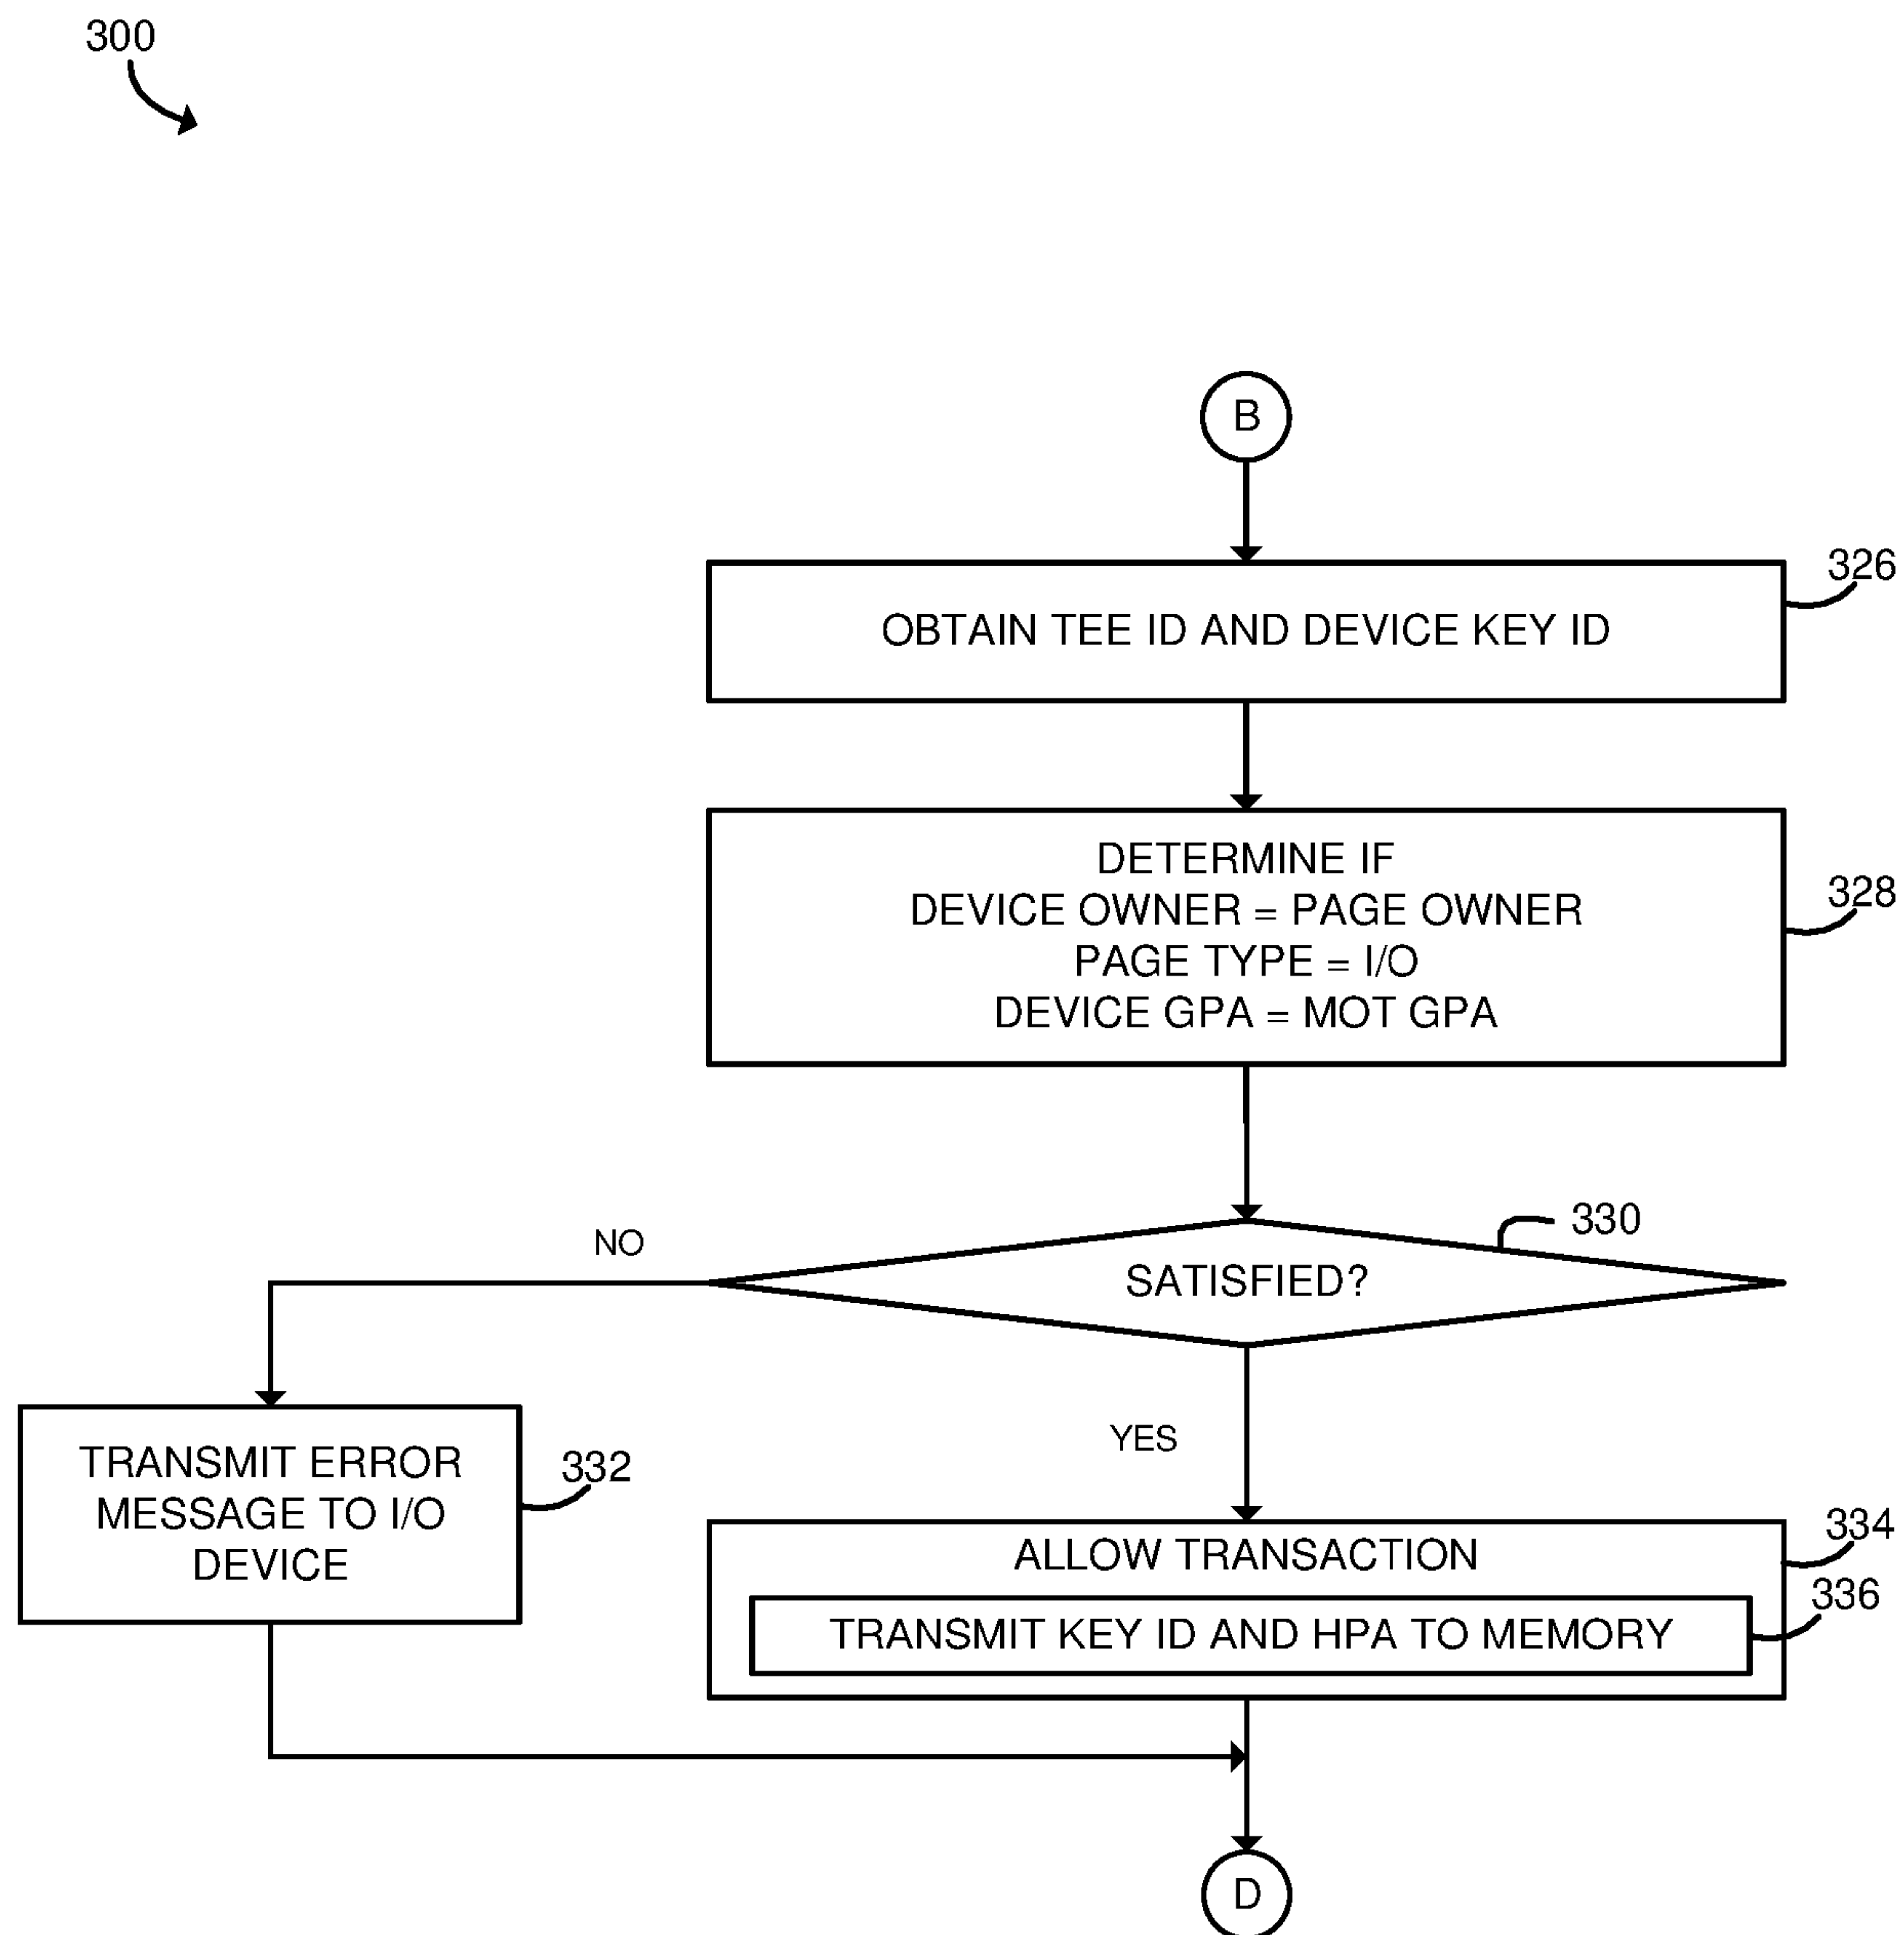 300
B
326
OBTAIN TEE ID AND DEVICE KEY ID
DETERMINE IF
DEVICE OWNER = PAGE OWNER
PAGE TYPE = I/O
DEVICE GPA = MOT GPA
328
330
NO
SATISFIED?
YES
TRANSMIT ERROR
MESSAGE TO I/O
DEVICE
332
334
ALLOW TRANSACTION
336
TRANSMIT KEY ID AND HPA TO MEMORY
D